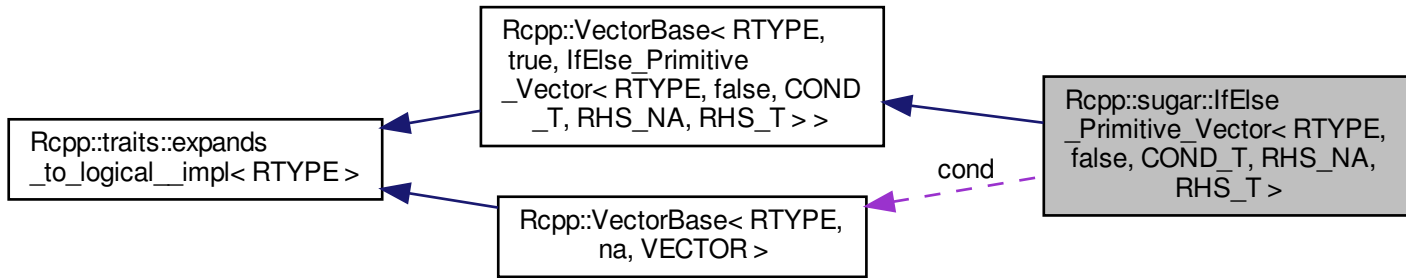 Rcpp::traits::expands
_to_logical__impl< RTYPE >
Rcpp::VectorBase< RTYPE,
true, IfElse_Primitive
_Vector< RTYPE, false, COND
_T, RHS_NA, RHS_T > >
Rcpp::VectorBase< RTYPE,
na, VECTOR >
cond
Rcpp::sugar::IfElse
_Primitive_Vector< RTYPE,
false, COND_T, RHS_NA,
RHS_T >